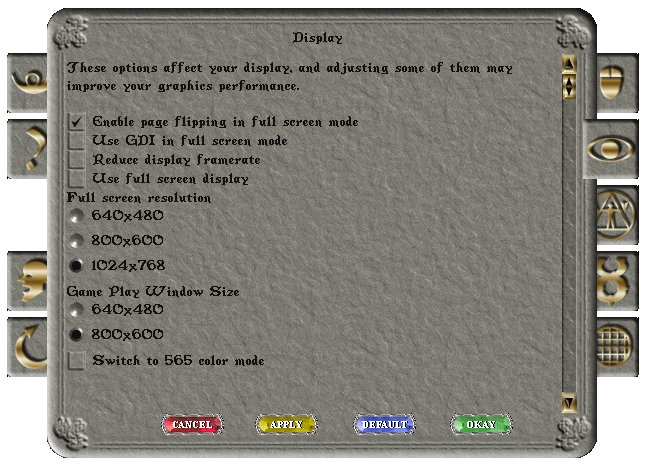 Display
These options affect your display, and adjusting some of them may
improve your graphics performance.
Enable page flipping in full screen mode
Use GDI in full screen mode
Reduce display framerate
Use full screen display
Full screen resolution
640x480
800x600
1024x768
Game Play Window Size
640x480
800x600
Switch to 565 color mode
CANCEL APPLY DEFAULT OKAY